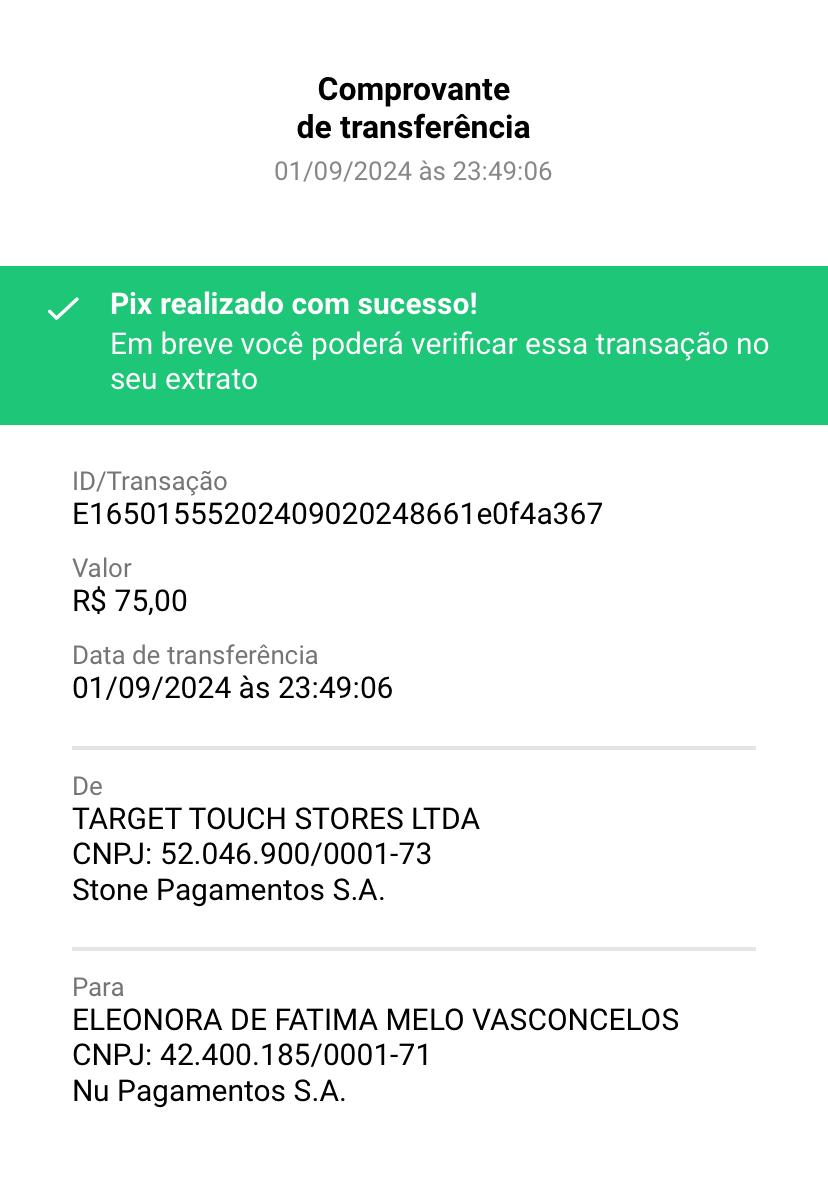 Comprovante
de transferência
01/09/2024 às 23:49:06
Pix realizado com sucesso!
Em breve você poderá verificar essa transação no
seu extrato
ID/Transação
E16501555202409020248661e0f4a367
Valor
R$ 75,00
Data de transferência
01/09/2024 às 23:49:06
De
TARGET TOUCH STORES LTDA
CNPJ: 52.046.900/0001-73
Stone Pagamentos S.A.
Para
ELEONORA DE FATIMA MELO VASCONCELOS
CNPJ: 42.400.185/0001-71
Nu Pagamentos S.A.